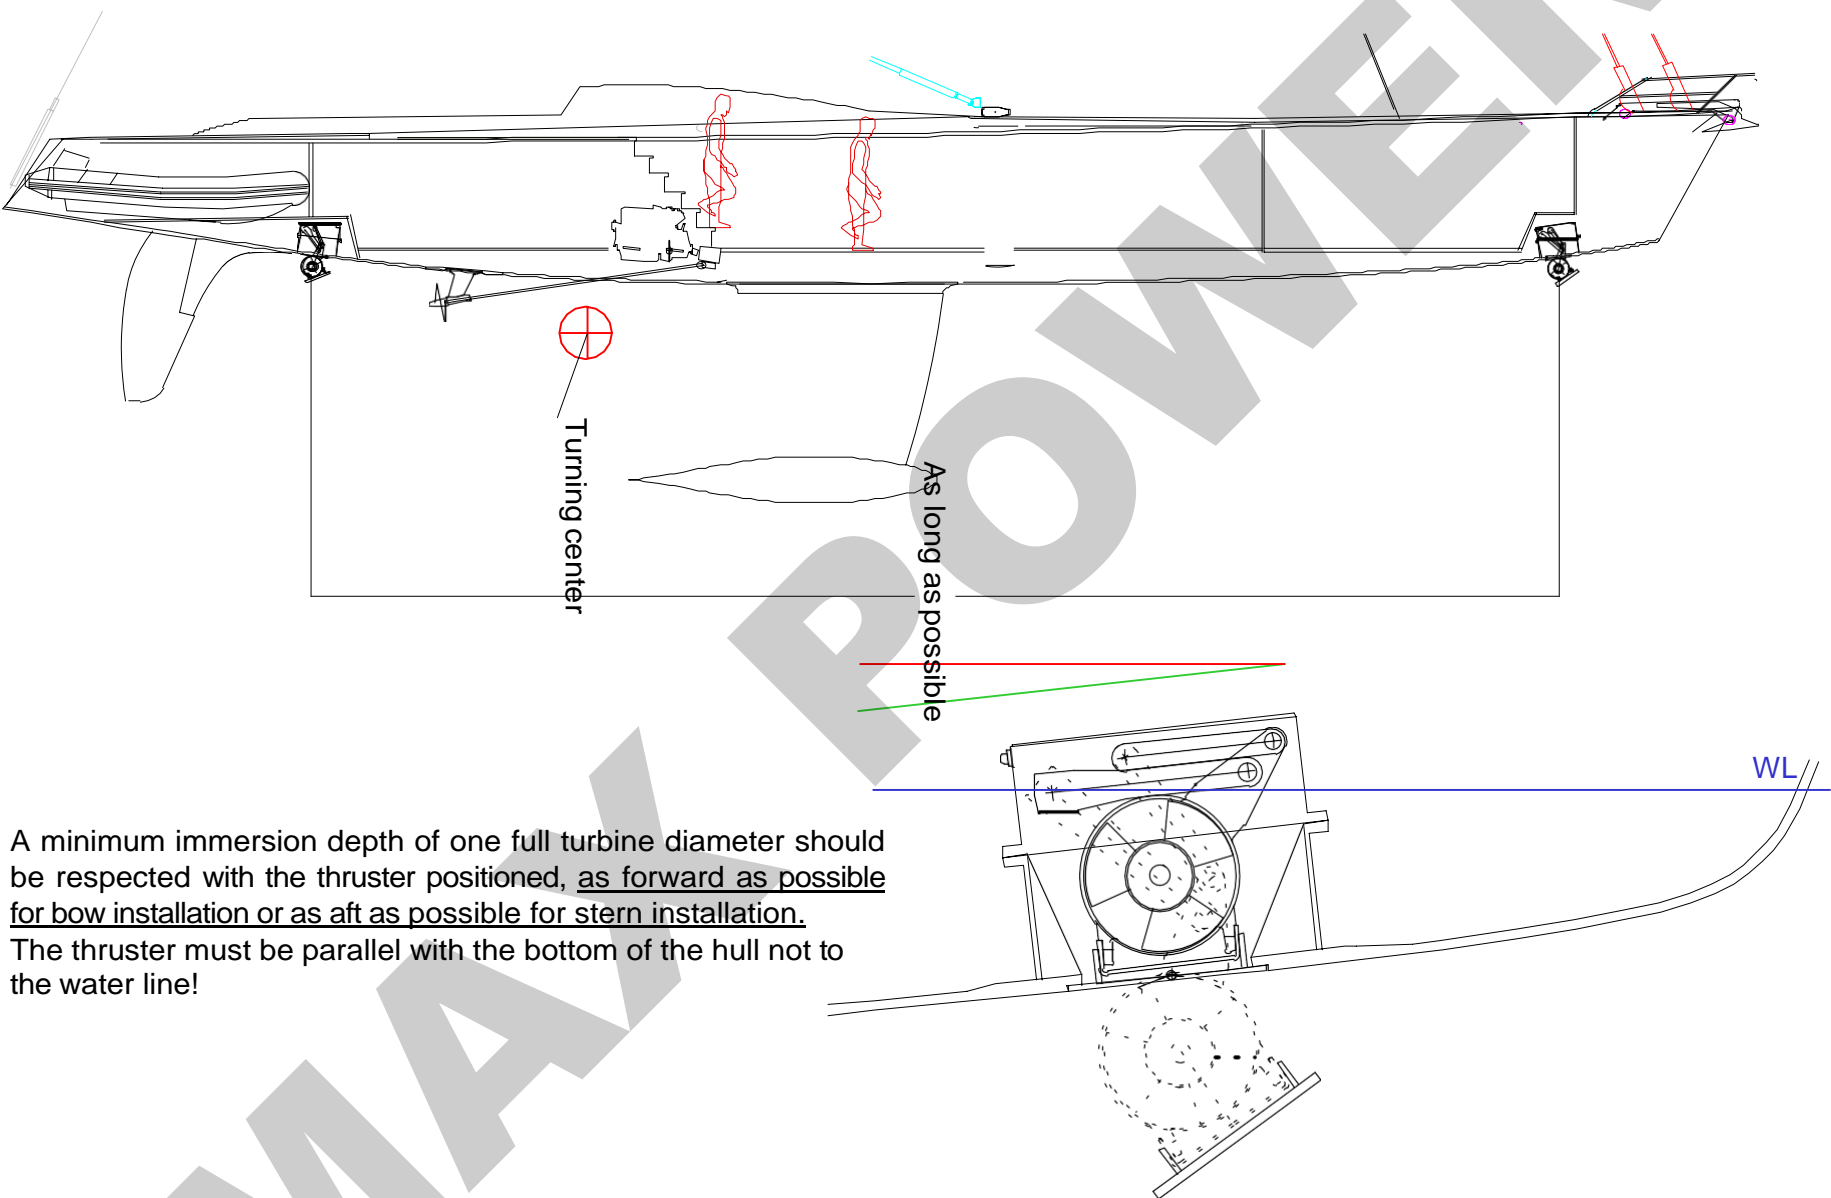 Turning center
As long as possible
WL
A minimum immersion depth of one full turbine diameter should
be respected with the thruster positioned, as forward as possible
for bow installation or as aft as possible for stern installation.
The thruster must be parallel with the bottom of the hull not to
the water line!
MAX POWER